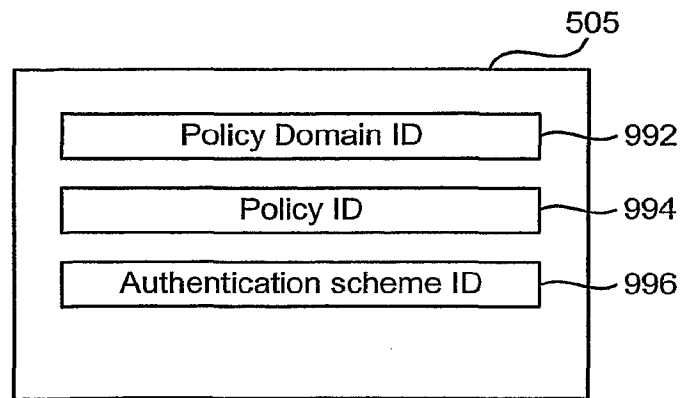 505
Policy Domain ID 992
Policy ID 994
Authentication scheme ID 996